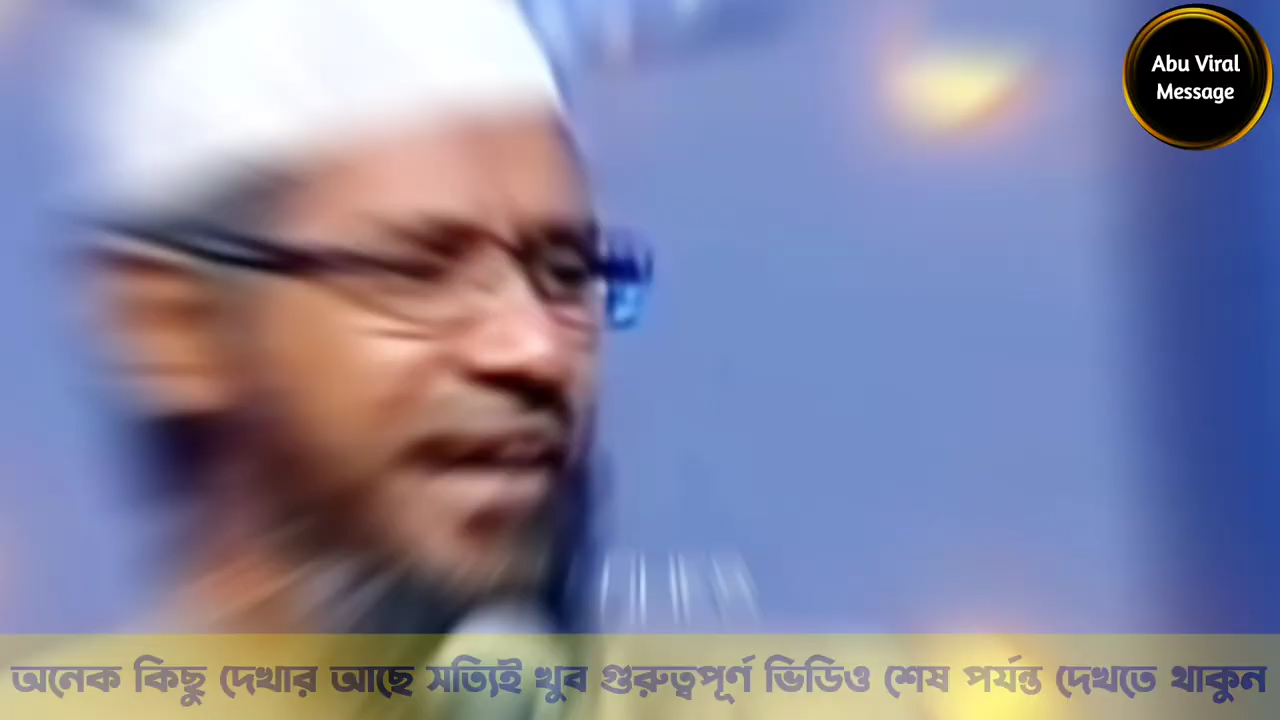 Abu Viral
Message
অনেক কিছু দেখার আছে সত্যিই খুব গুরুত্বপূর্ণ ভিডিও শেষ পর্যন্ত দেখতে থাকুন